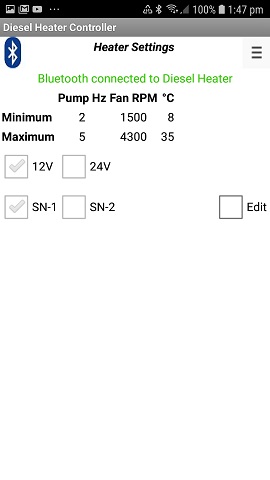 100% 1:47 pm
Diesel Heater Controller
Heater Settings
Bluetooth connected to Diesel Heater
Pump Hz Fan RPM °C
Minimum 2 1500 8
Maximum 5 4300 35
12V 24V
SN-1 SN-2 Edit